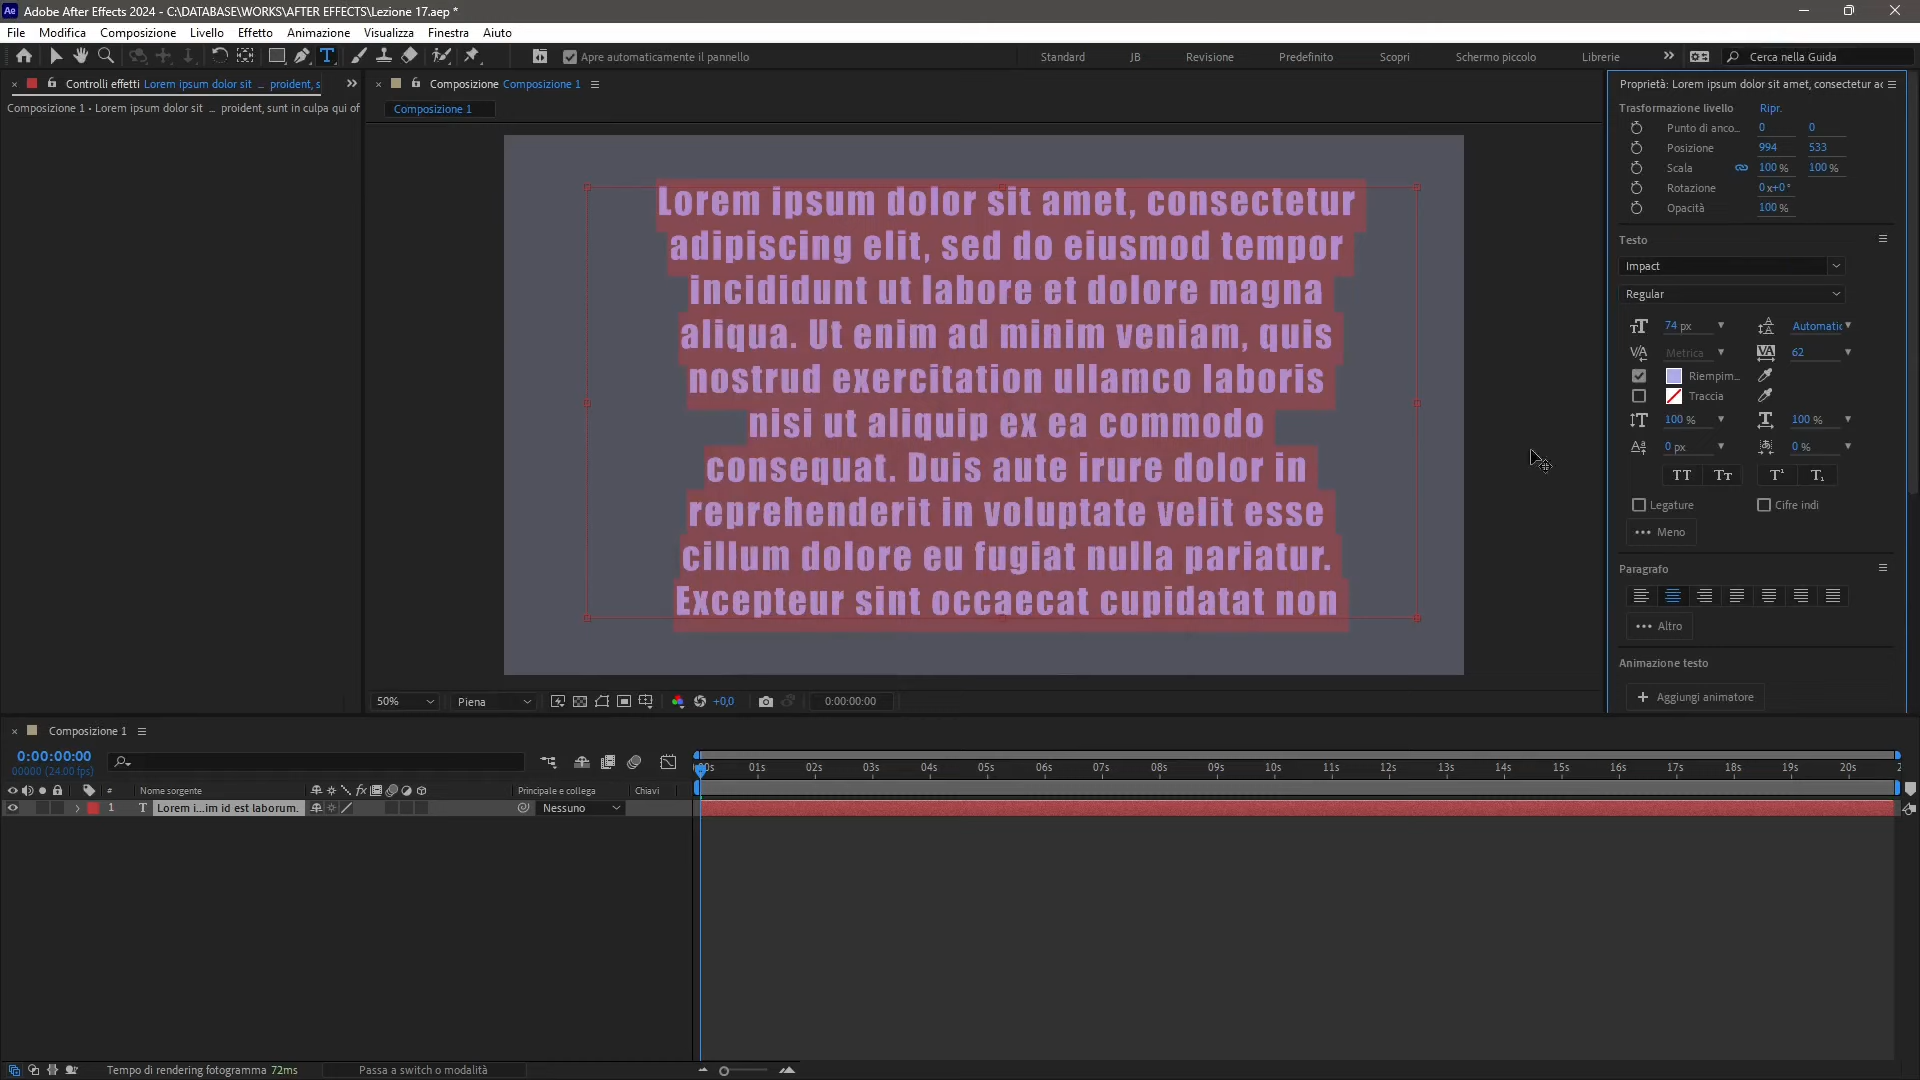 Ae Adobe After Effects 2024 - C:\DATABASE\WORKS\AFTER EFFECTS\Lezione 17.aep *
File Modifica Composizione Livello Effetto Animazione Visualizza Finestra Aiuto
Apre automaticamente il pannello Standard JB Revisione Predefinito Scopri Schermo piccolo Librerie Cerca nella Guida
Controlli effetti Lorem ipsum dolor sit ... proident, s
Composizione 1 • Lorem ipsum dolor sit ... proident, sunt in culpa qui of
Composizione Composizione 1
Composizione 1
Lorem ipsum dolor sit amet, consectetur
adipiscing elit, sed do eiusmod tempor
incididunt ut labore et dolore magna
aliqua. Ut enim ad minim veniam, quis
nostrud exercitation ullamco laboris
nisi ut aliquip ex ea commodo
consequat. Duis aute irure dolor in
reprehenderit in voluptate velit esse
cillum dolore eu fugiat nulla pariatur.
Excepteur sint occaecat cupidatat non
50% Piena +0,0 0:00:00:00
Proprietà: Lorem ipsum dolor sit amet, consectetur ac
Trasformazione livello Ripr.
Punto di anco... 0 0
Posizione 994 533
Scala 100 % 100 %
Rotazione 0x+0°
Opacità 100 %
Testo
Impact
Regular
74 px Automatic
Metrica 62
Riempim...
Traccia
100 % 100 %
0 px 0 %
TT Tt T¹ T₁
Legature Cifre indi
Meno
Paragrafo
Altro
Animazione testo
Aggiungi animatore
Composizione 1
0:00:00:00
00000 (24.00 fps)
:00s 01s 02s 03s 04s 05s 06s 07s 08s 09s 10s 11s 12s 13s 14s 15s 16s 17s 18s 19s 20s 2
# Nome sorgente fx Principale e collega Chiavi
1 T Lorem i...im id est laborum. Nessuno
Tempo di rendering fotogramma 72ms Passa a switch o modalità